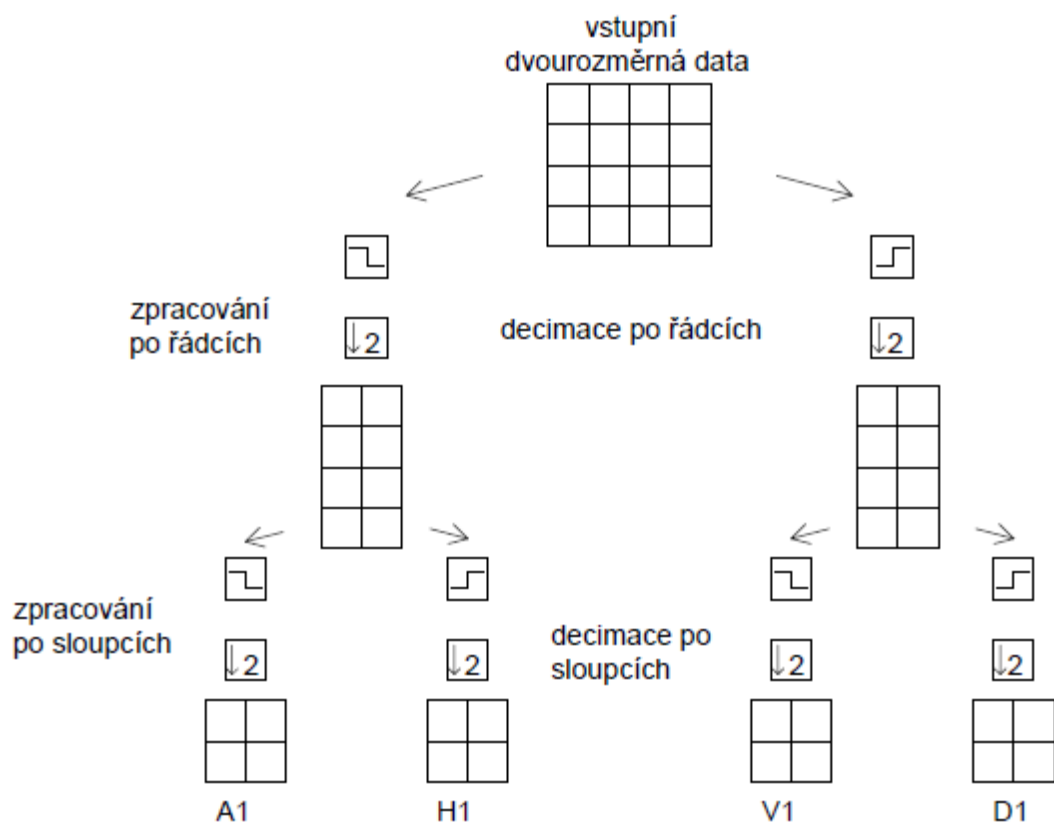 vstupní
dvourozměrná data
zpracování
po řádcích
decimace po řádcích
↓2
↓2
zpracování
po sloupcích
decimace po
sloupcích
↓2
↓2
↓2
↓2
A1
H1
V1
D1